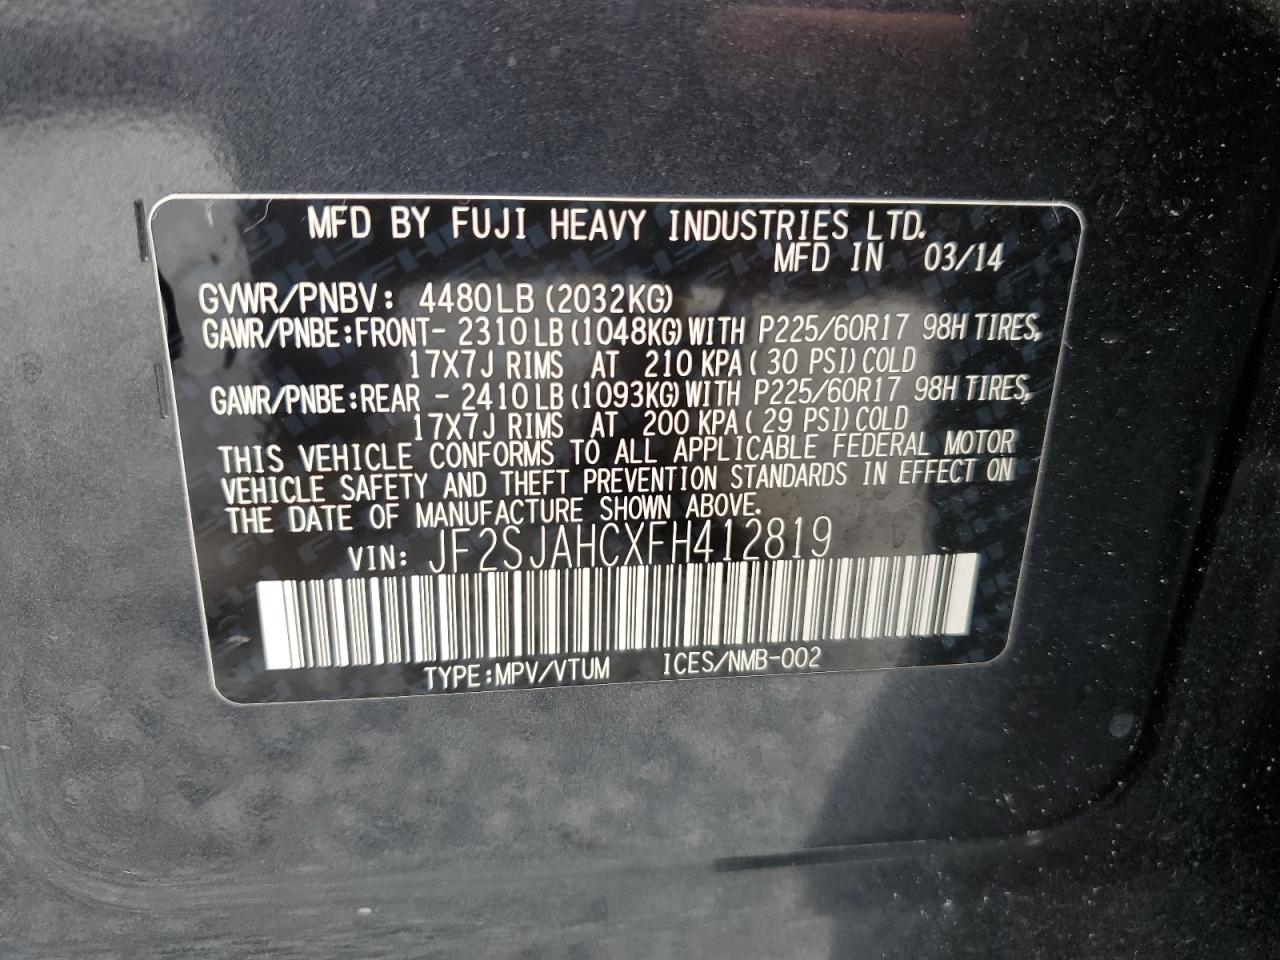 MFD BY FUJI HEAVY INDUSTRIES LTD.
MFD IN 03/14
GVWR/PNBV: 4480LB (2032KG)
GAWR/PNBE:FRONT- 2310LB(1048KG)WITH P225/60R17 98H TIRES,
17X7J RIMS AT 210 KPA( 30 PSI)COLD
GAWR/PNBE:REAR - 2410LB(1093KG)WITH P225/60R17 98H TIRES,
17X7J RIMS AT 200 KPA( 29 PSI)COLD
THIS VEHICLE CONFORMS TO ALL APPLICABLE FEDERAL MOTOR
VEHICLE SAFETY AND THEFT PREVENTION STANDARDS IN EFFECT ON
THE DATE OF MANUFACTURE SHOWN ABOVE.
VIN: JF2SJAHCXFH412819
TYPE:MPV/VTUM ICES/NMB-002